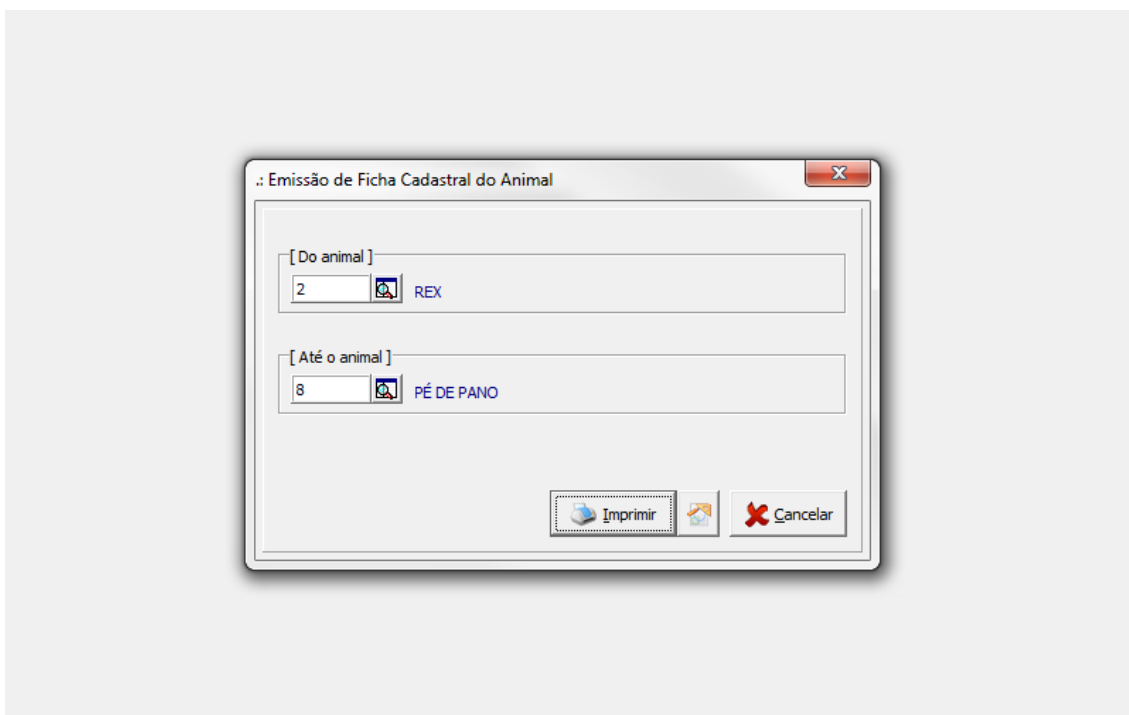 .: Emissão de Ficha Cadastral do Animal
[ Do animal ]
2 REX
[ Até o animal ]
8 PÉ DE PANO
Imprimir Cancelar